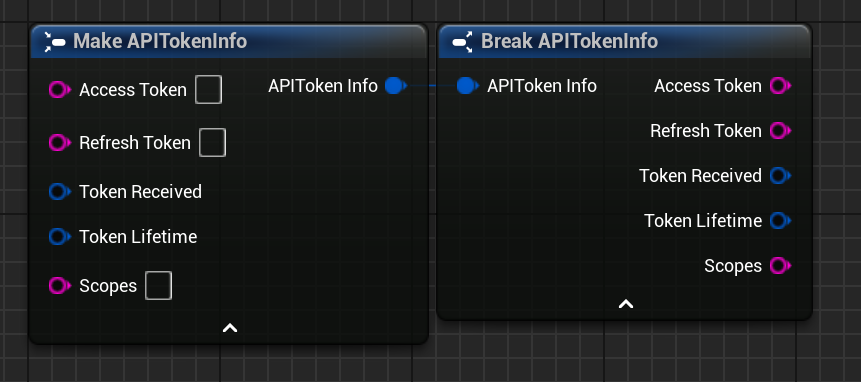 Make APITokenInfo
Access Token
APIToken Info
Refresh Token
Token Received
Token Lifetime
Scopes
Break APITokenInfo
APIToken Info
Access Token
Refresh Token
Token Received
Token Lifetime
Scopes